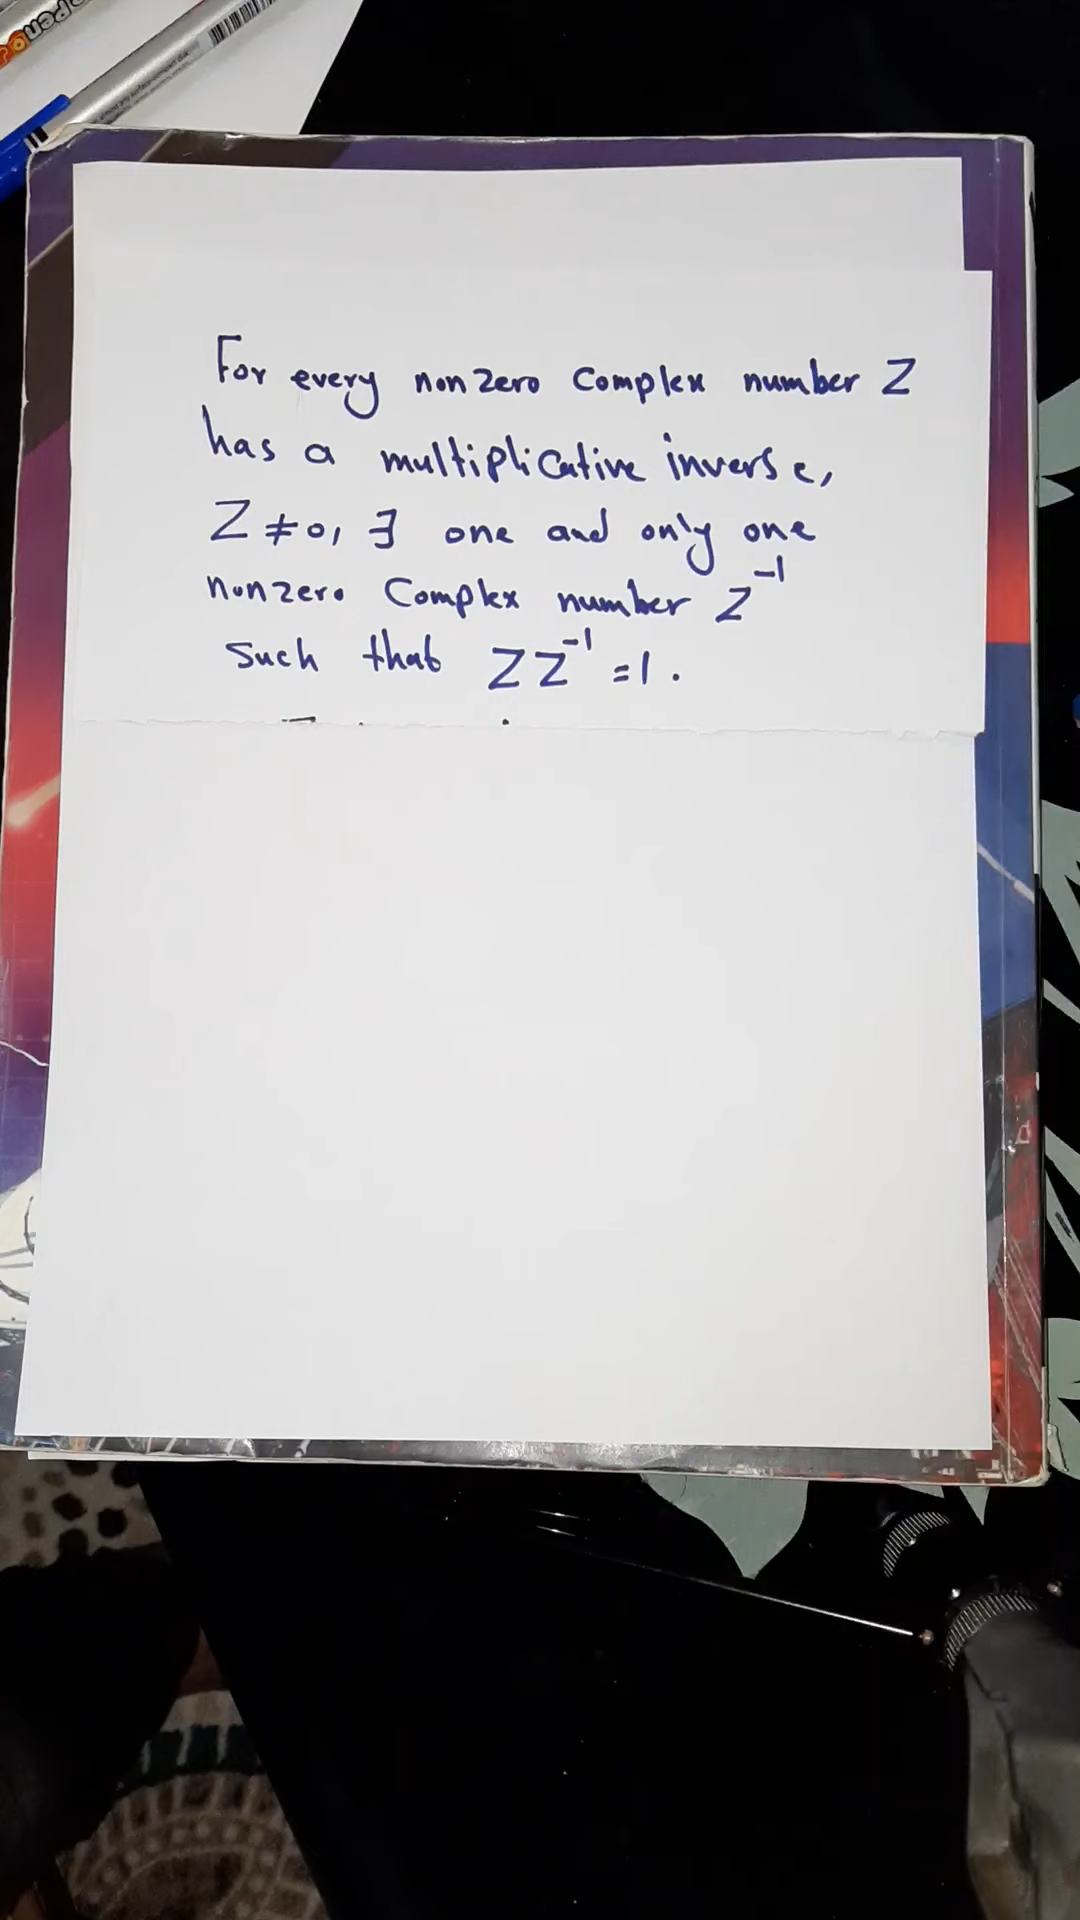 For every nonzero Complex number Z
has a multiplicative inverse,
Z ≠ 0, ∃ one and only one
nonzero Complex number Z⁻¹
such that ZZ⁻¹ = 1.